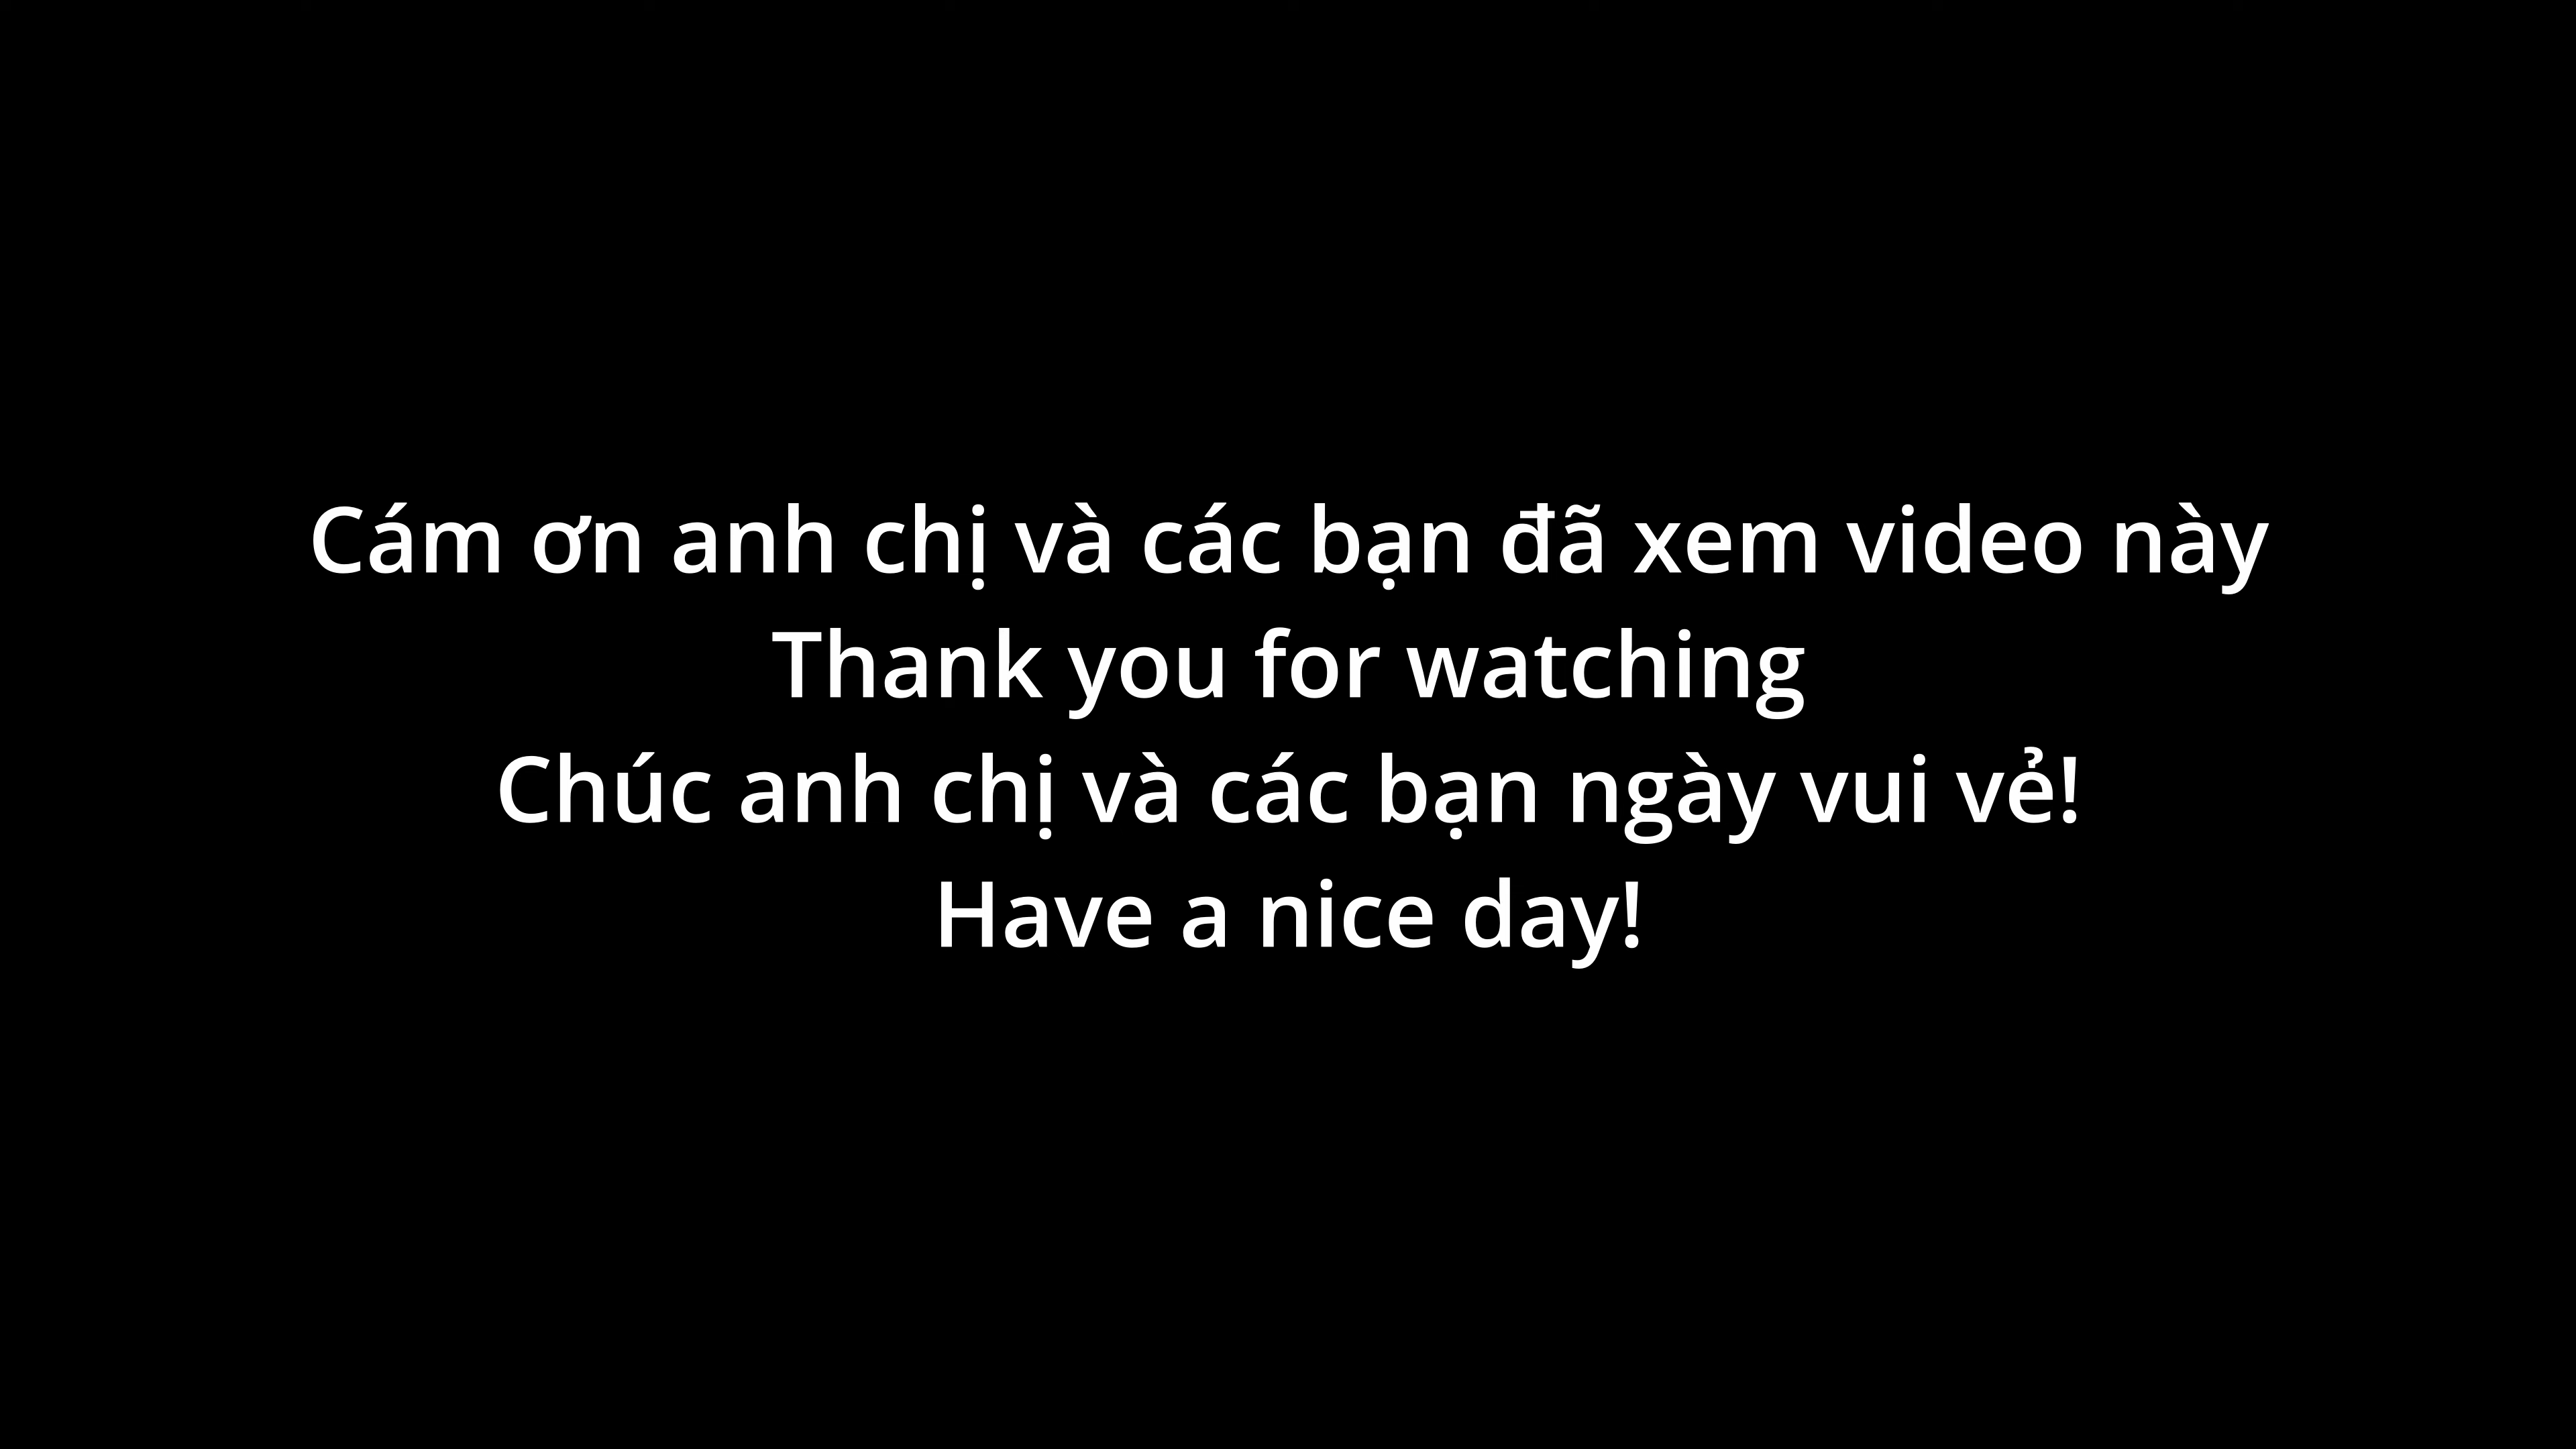 Cám ơn anh chị và các bạn đã xem video này
Thank you for watching
Chúc anh chị và các bạn ngày vui vẻ!
Have a nice day!